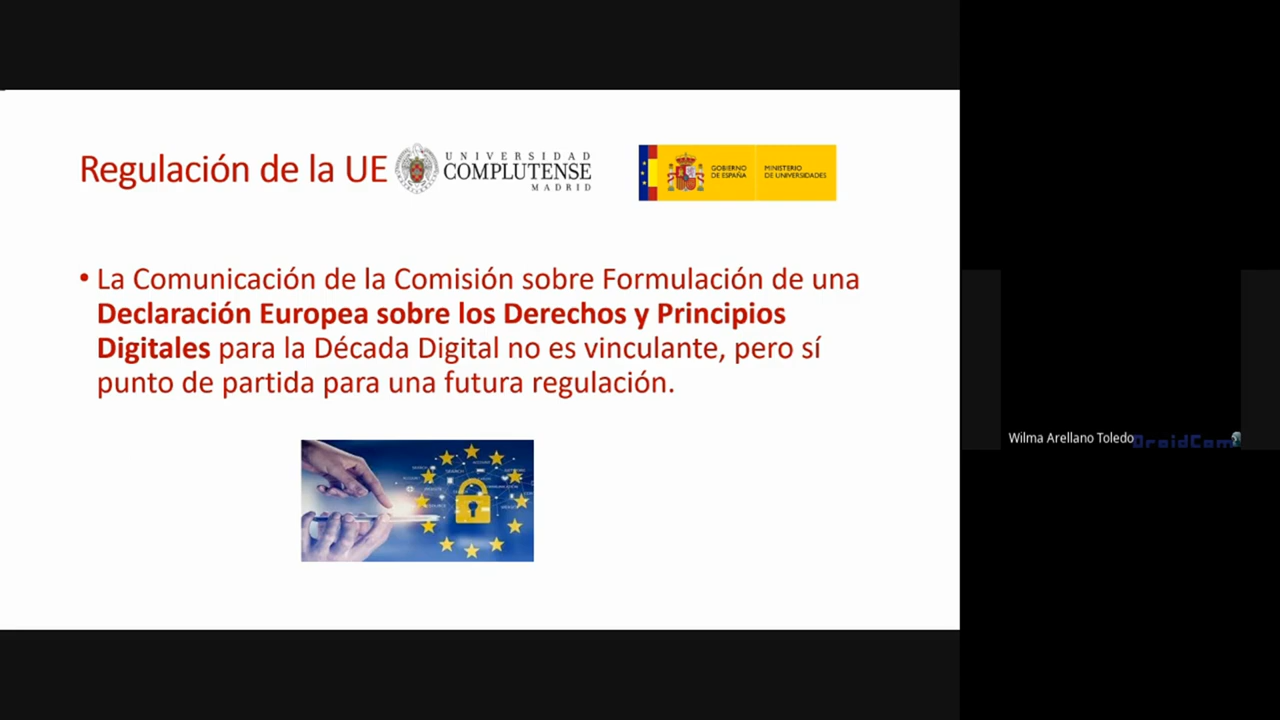 Regulación de la UE
UNIVERSIDAD
COMPLUTENSE
MADRID
GOBIERNO
DE ESPAÑA
MINISTERIO
DE UNIVERSIDADES
• La Comunicación de la Comisión sobre Formulación de una
Declaración Europea sobre los Derechos y Principios
Digitales para la Década Digital no es vinculante, pero sí
punto de partida para una futura regulación.
Wilma Arellano Toledo
DroidCam